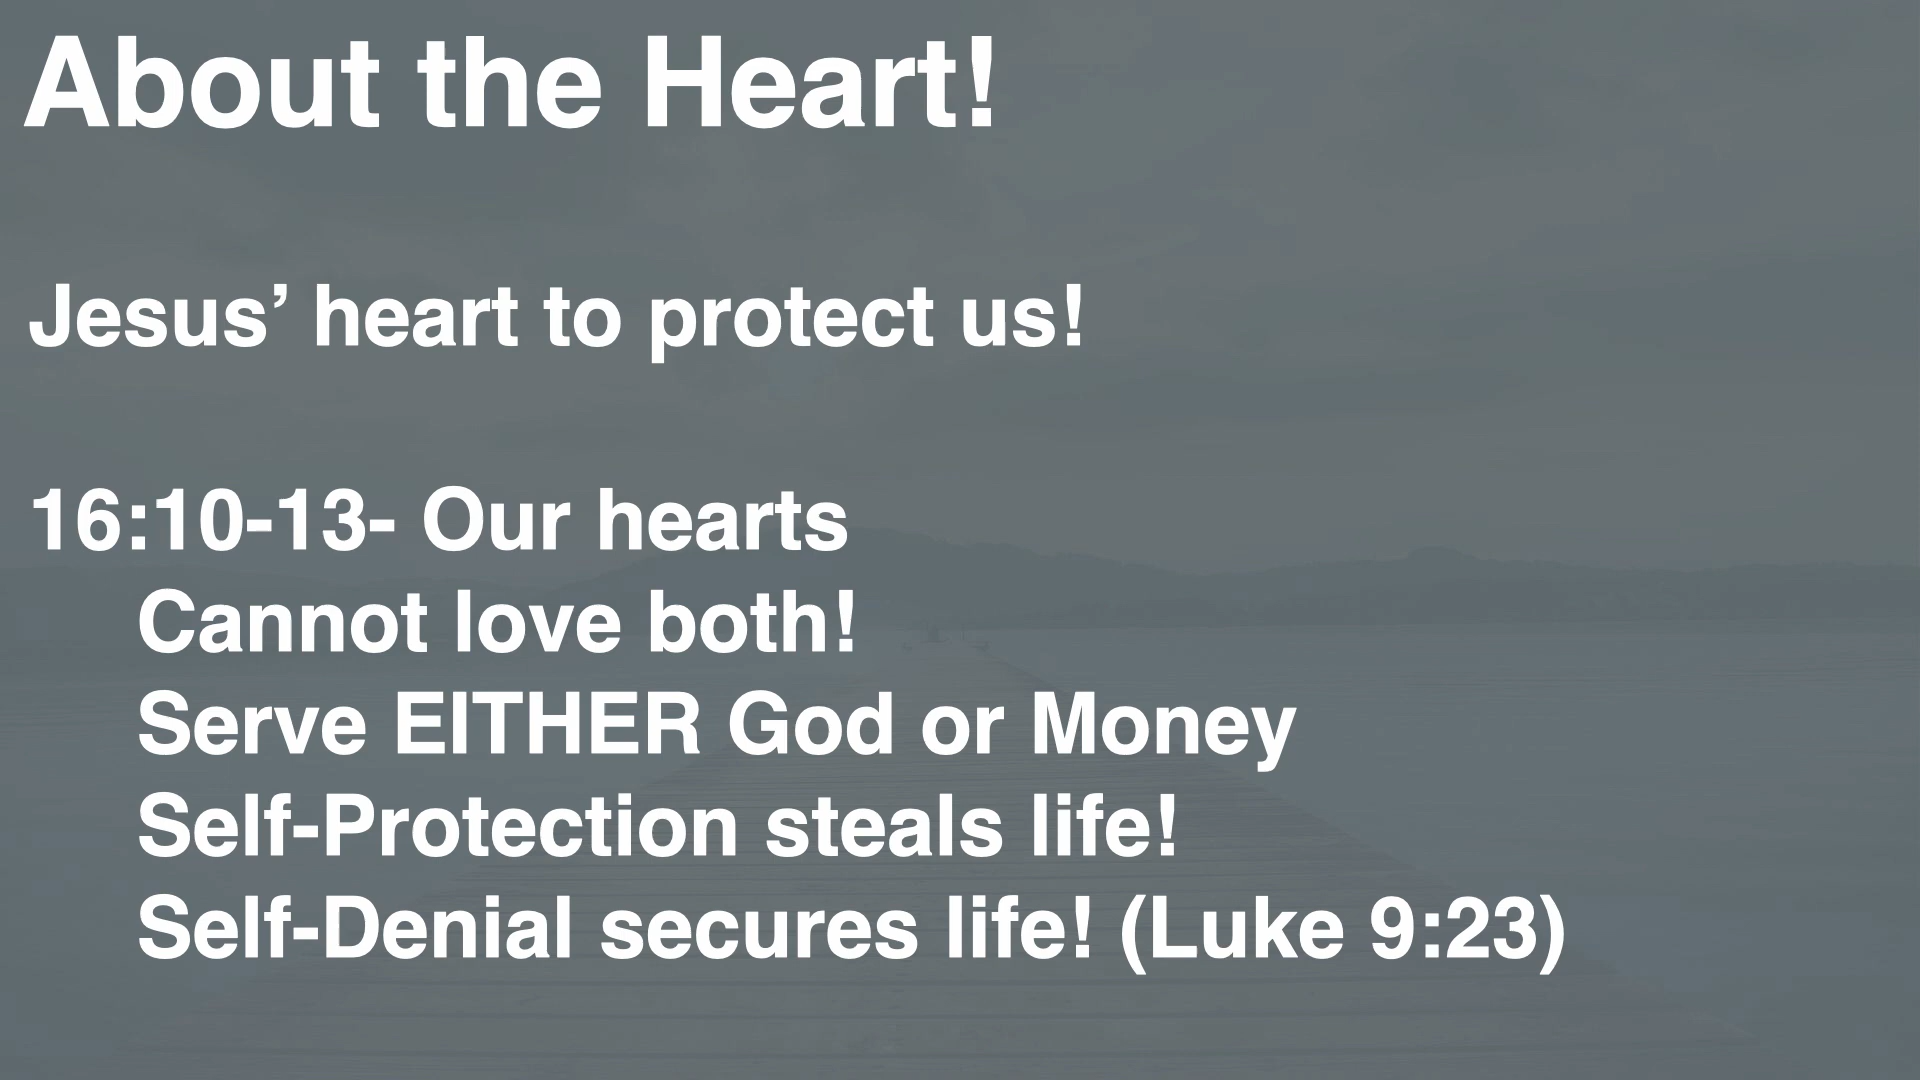 About the Heart!
Jesus’ heart to protect us!
16:10-13- Our hearts
Cannot love both!
Serve EITHER God or Money
Self-Protection steals life!
Self-Denial secures life! (Luke 9:23)